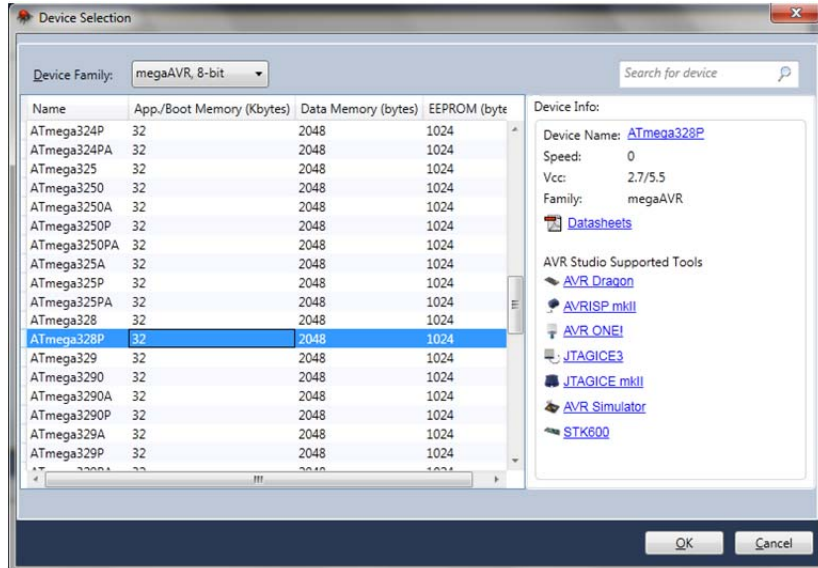 Device Selection
Device Family: megaAVR, 8-bit Search for device
Name App./Boot Memory (Kbytes) Data Memory (bytes) EEPROM (byte
ATmega324P 32 2048 1024
ATmega324PA 32 2048 1024
ATmega325 32 2048 1024
ATmega3250 32 2048 1024
ATmega3250A 32 2048 1024
ATmega3250P 32 2048 1024
ATmega3250PA 32 2048 1024
ATmega325A 32 2048 1024
ATmega325P 32 2048 1024
ATmega325PA 32 2048 1024
ATmega328 32 2048 1024
ATmega328P 32 2048 1024
ATmega329 32 2048 1024
ATmega3290 32 2048 1024
ATmega3290A 32 2048 1024
ATmega3290P 32 2048 1024
ATmega329A 32 2048 1024
ATmega329P 32 2048 1024
Device Info:
Device Name: ATmega328P
Speed: 0
Vcc: 2.7/5.5
Family: megaAVR
Datasheets
AVR Studio Supported Tools
AVR Dragon
AVRISP mkII
AVR ONE!
JTAGICE3
JTAGICE mkII
AVR Simulator
STK600
OK Cancel